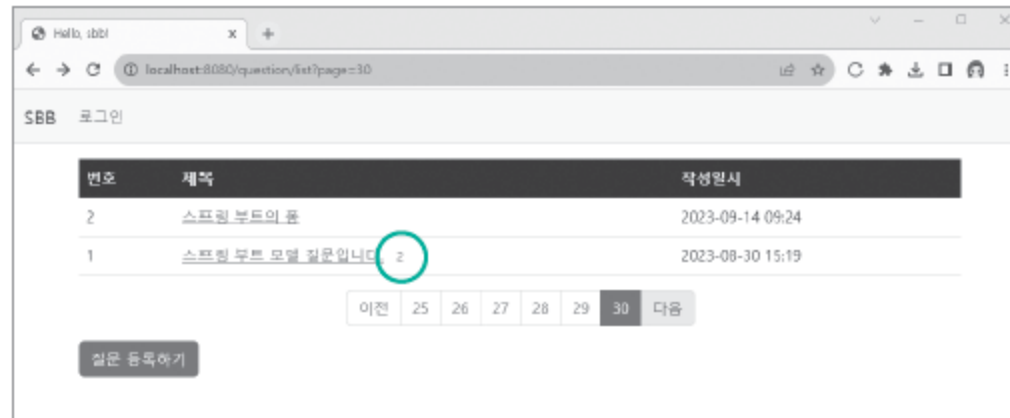 Hello, sbb!
localhost:8080/question/list?page=30
SBB 로그인
번호 제목 작성일시
2 스프링 부트의 폼 2023-09-14 09:24
1 스프링 부트 모델 질문입니다. 2 2023-08-30 15:19
이전 25 26 27 28 29 30 다음
질문 등록하기